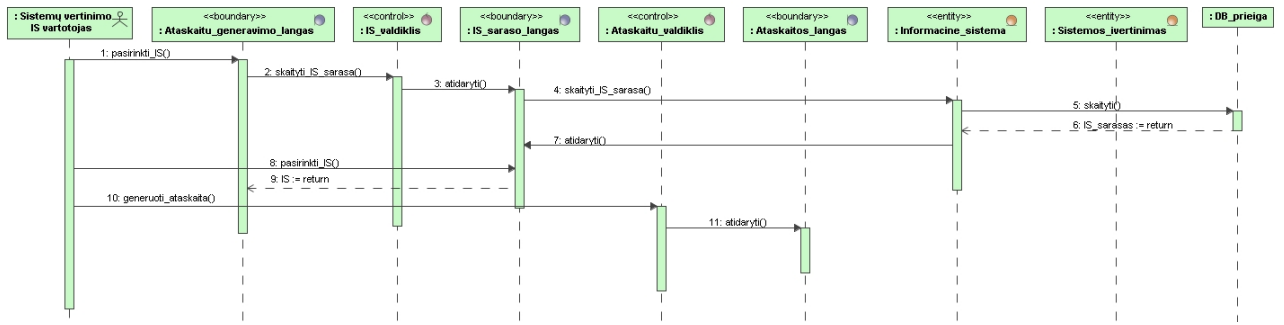 : Sistemų vertinimo
IS vartotojas
<<boundary>>
: Ataskaitu_generavimo_langas
<<control>>
: IS_valdiklis
<<boundary>>
: IS_saraso_langas
<<control>>
: Ataskaitu_valdiklis
<<boundary>>
: Ataskaitos_langas
<<entity>>
: Informacine_sistema
<<entity>>
: Sistemos_ivertinimas
: DB_prieiga
1: pasirinkti_IS()
2: skaityti_IS_sarasa()
3: atidaryti()
4: skaityti_IS_sarasa()
5: skaityti()
6: IS_sarasas := return
7: atidaryti()
8: pasirinkti_IS()
9: IS := return
10: generuoti_ataskaita()
11: atidaryti()